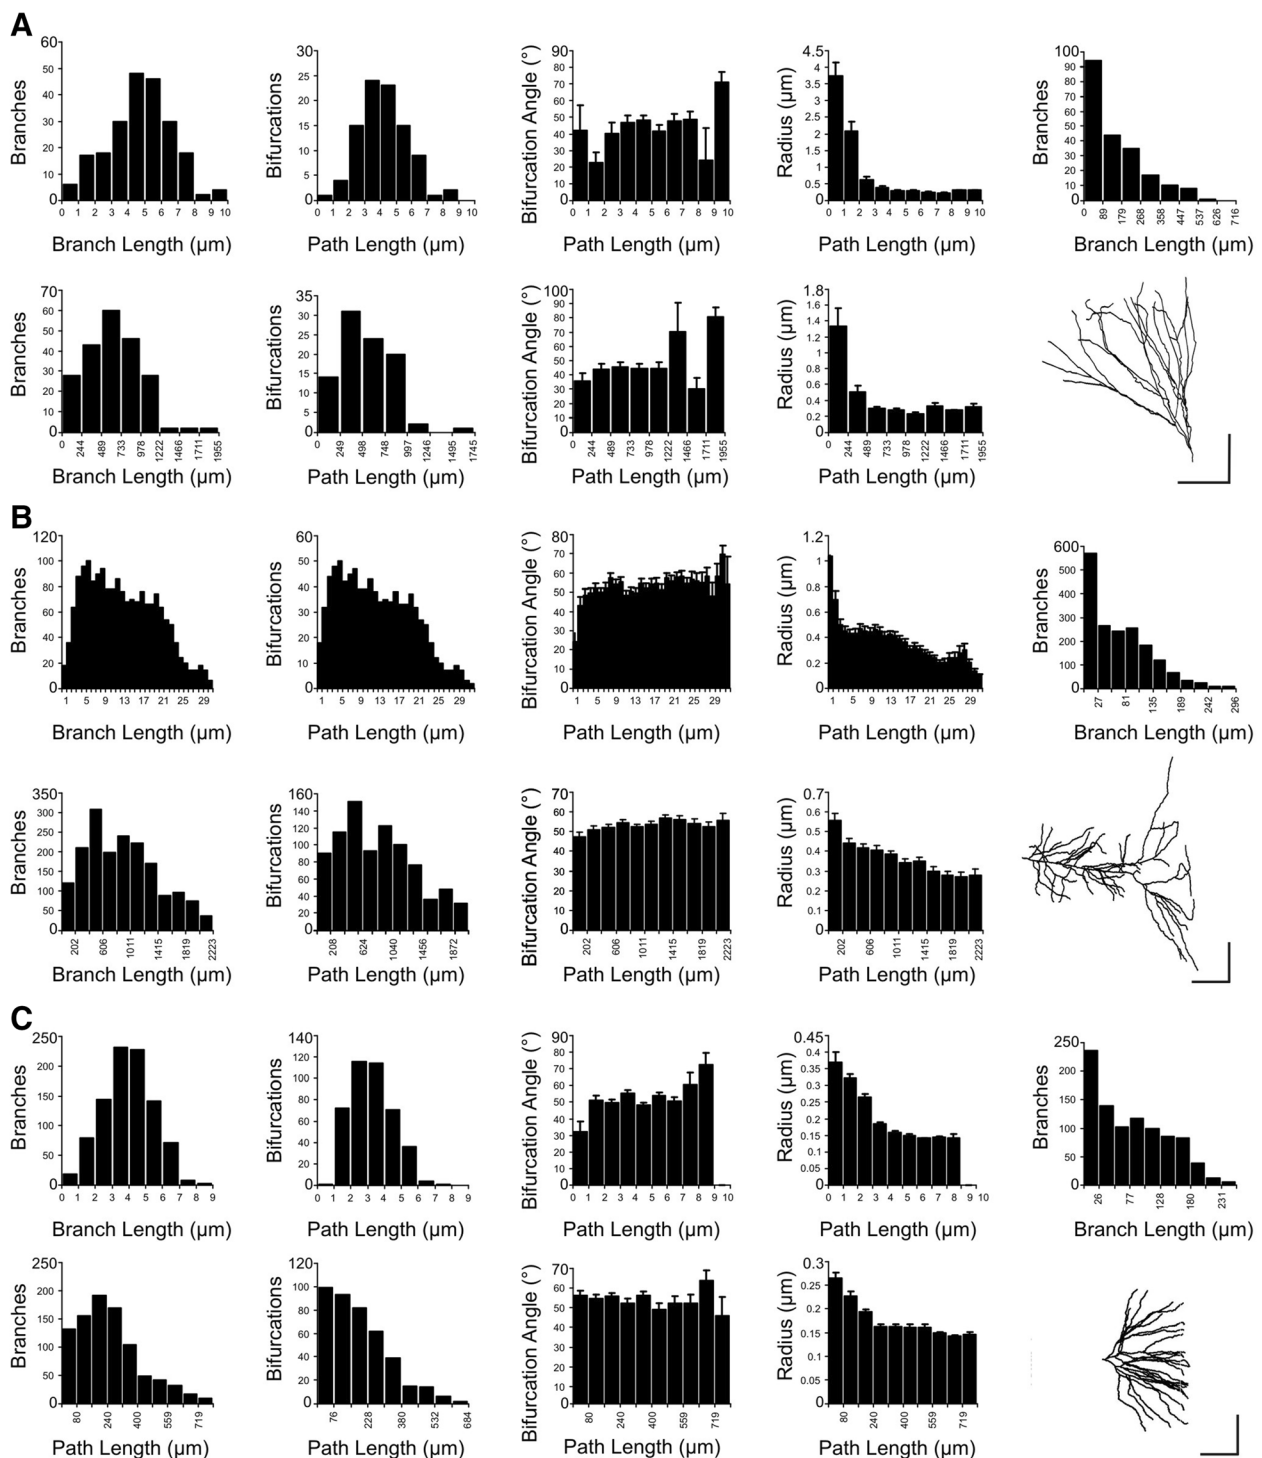 A
Branches
60
50
40
30
20
10
0
0 1 2 3 4 5 6 7 8 9 10
Branch Length (µm)
Bifurcations
30
25
20
15
10
5
0
0 1 2 3 4 5 6 7 8 9 10
Path Length (µm)
Bifurcation Angle (°)
90
80
70
60
50
40
30
20
10
0
0 1 2 3 4 5 6 7 8 9 10
Path Length (µm)
Radius (µm)
4.5
4
3.5
3
2.5
2
1.5
1
0.5
0
0 1 2 3 4 5 6 7 8 9 10
Path Length (µm)
Branches
100
90
80
70
60
50
40
30
20
10
0
0 89 179 268 358 447 537 626 716
Branch Length (µm)
Branches
70
60
50
40
30
20
10
0
0 244 489 733 978 1222 1466 1711 1955
Branch Length (µm)
Bifurcations
35
30
25
20
15
10
5
0
0 249 498 748 997 1246 1495 1745
Path Length (µm)
Bifurcation Angle (°)
100
90
80
70
60
50
40
30
20
10
0
0 244 489 733 978 1222 1466 1711 1955
Path Length (µm)
Radius (µm)
1.8
1.6
1.4
1.2
1
0.8
0.6
0.4
0.2
0
0 244 489 733 978 1222 1466 1711 1955
Path Length (µm)
B
Branches
120
100
80
60
40
20
0
1 5 9 13 17 21 25 29
Branch Length (µm)
Bifurcations
60
50
40
30
20
10
0
1 5 9 13 17 21 25 29
Path Length (µm)
Bifurcation Angle (°)
80
70
60
50
40
30
20
10
0
1 5 9 13 17 21 25 29
Path Length (µm)
Radius (µm)
1.2
1
0.8
0.6
0.4
0.2
0
1 5 9 13 17 21 25 29
Path Length (µm)
Branches
600
500
400
300
200
100
0
27 81 135 189 242 296
Branch Length (µm)
Branches
350
300
250
200
150
100
50
0
202 606 1011 1415 1819 2223
Branch Length (µm)
Bifurcations
160
140
120
100
80
60
40
20
0
208 624 1040 1456 1872
Path Length (µm)
Bifurcation Angle (°)
70
60
50
40
30
20
10
0
202 606 1011 1415 1819 2223
Path Length (µm)
Radius (µm)
0.7
0.6
0.5
0.4
0.3
0.2
0.1
0
202 606 1011 1415 1819 2223
Path Length (µm)
C
Branches
250
200
150
100
50
0
0 1 2 3 4 5 6 7 8 9
Branch Length (µm)
Bifurcations
140
120
100
80
60
40
20
0
0 1 2 3 4 5 6 7 8 9
Path Length (µm)
Bifurcation Angle (°)
90
80
70
60
50
40
30
20
10
0
0 1 2 3 4 5 6 7 8 9 10
Path Length (µm)
Radius (µm)
0.45
0.4
0.35
0.3
0.25
0.2
0.15
0.1
0.05
0
0 1 2 3 4 5 6 7 8 9 10
Path Length (µm)
Branches
250
200
150
100
50
0
26 77 128 180 231
Branch Length (µm)
Branches
250
200
150
100
50
0
80 240 400 559 719
Path Length (µm)
Bifurcations
120
100
80
60
40
20
0
76 228 380 532 684
Path Length (µm)
Bifurcation Angle (°)
70
60
50
40
30
20
10
0
80 240 400 559 719
Path Length (µm)
Radius (µm)
0.3
0.25
0.2
0.15
0.1
0.05
0
80 240 400 559 719
Path Length (µm)